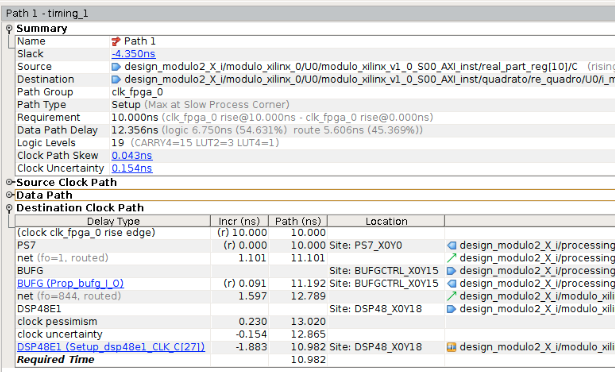 Path 1 - timing_1
Summary
Name Path 1
Slack -4.350ns
Source design_modulo2_X_i/modulo_xilinx_0/U0/modulo_xilinx_v1_0_S00_AXI_inst/real_part_reg[10]/C (rising
Destination design_modulo2_X_i/modulo_xilinx_0/U0/modulo_xilinx_v1_0_S00_AXI_inst/quadrato/re_quadro/U0/i_m
Path Group clk_fpga_0
Path Type Setup (Max at Slow Process Corner)
Requirement 10.000ns (clk_fpga_0 rise@10.000ns - clk_fpga_0 rise@0.000ns)
Data Path Delay 12.356ns (logic 6.750ns (54.631%) route 5.606ns (45.369%))
Logic Levels 19 (CARRY4=15 LUT2=3 LUT4=1)
Clock Path Skew 0.043ns
Clock Uncertainty 0.154ns
Source Clock Path
Data Path
Destination Clock Path
Delay Type Incr (ns) Path (ns) Location
(clock clk_fpga_0 rise edge) (r) 10.000 10.000
PS7 (r) 0.000 10.000 Site: PS7_X0Y0 design_modulo2_X_i/processing
net (fo=1, routed) 1.101 11.101 design_modulo2_X_i/processing
BUFG Site: BUFGCTRL_X0Y15 design_modulo2_X_i/processing
BUFG (Prop_bufg_I_O) (r) 0.091 11.192 Site: BUFGCTRL_X0Y15 design_modulo2_X_i/processing
net (fo=844, routed) 1.597 12.789 design_modulo2_X_i/modulo_xili
DSP48E1 Site: DSP48_X0Y18 design_modulo2_X_i/modulo_xili
clock pessimism 0.230 13.020
clock uncertainty -0.154 12.865
DSP48E1 (Setup_dsp48e1_CLK_C[27]) -1.883 10.982 Site: DSP48_X0Y18 design_modulo2_X_i/modulo_xili
Required Time 10.982